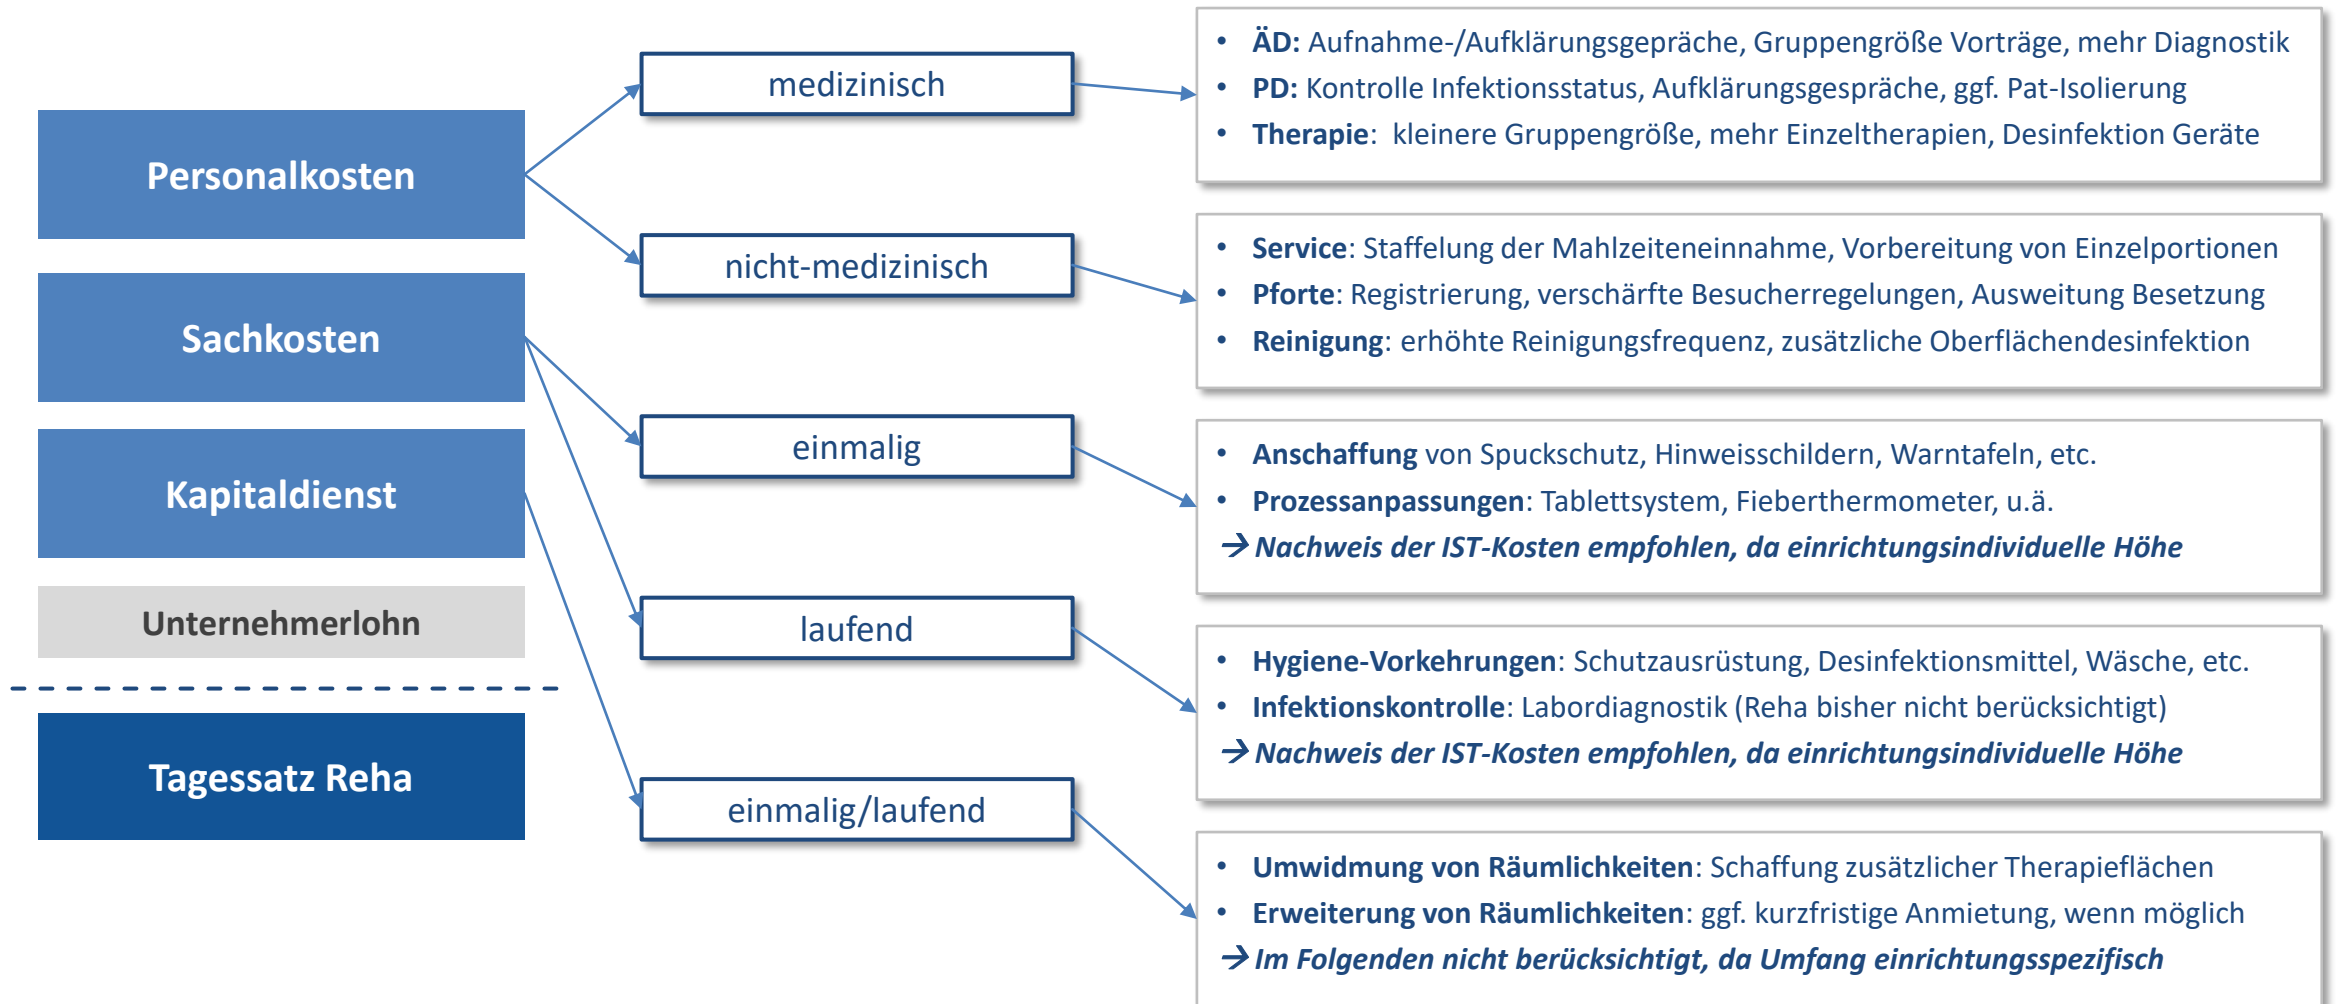 Personalkosten
Sachkosten
Kapitaldienst
Unternehmerlohn
Tagessatz Reha
medizinisch
nicht-medizinisch
einmalig
laufend
einmalig/laufend
• ÄD: Aufnahme-/Aufklärungsgepräche, Gruppengröße Vorträge, mehr Diagnostik
• PD: Kontrolle Infektionsstatus, Aufklärungsgespräche, ggf. Pat-Isolierung
• Therapie: kleinere Gruppengröße, mehr Einzeltherapien, Desinfektion Geräte
• Service: Staffelung der Mahlzeiteneinnahme, Vorbereitung von Einzelportionen
• Pforte: Registrierung, verschärfte Besucherregelungen, Ausweitung Besetzung
• Reinigung: erhöhte Reinigungsfrequenz, zusätzliche Oberflächendesinfektion
• Anschaffung von Spuckschutz, Hinweisschildern, Warntafeln, etc.
• Prozessanpassungen: Tablettsystem, Fieberthermometer, u.ä.
→ Nachweis der IST-Kosten empfohlen, da einrichtungsindividuelle Höhe
• Hygiene-Vorkehrungen: Schutzausrüstung, Desinfektionsmittel, Wäsche, etc.
• Infektionskontrolle: Labordiagnostik (Reha bisher nicht berücksichtigt)
→ Nachweis der IST-Kosten empfohlen, da einrichtungsindividuelle Höhe
• Umwidmung von Räumlichkeiten: Schaffung zusätzlicher Therapieflächen
• Erweiterung von Räumlichkeiten: ggf. kurzfristige Anmietung, wenn möglich
→ Im Folgenden nicht berücksichtigt, da Umfang einrichtungsspezifisch